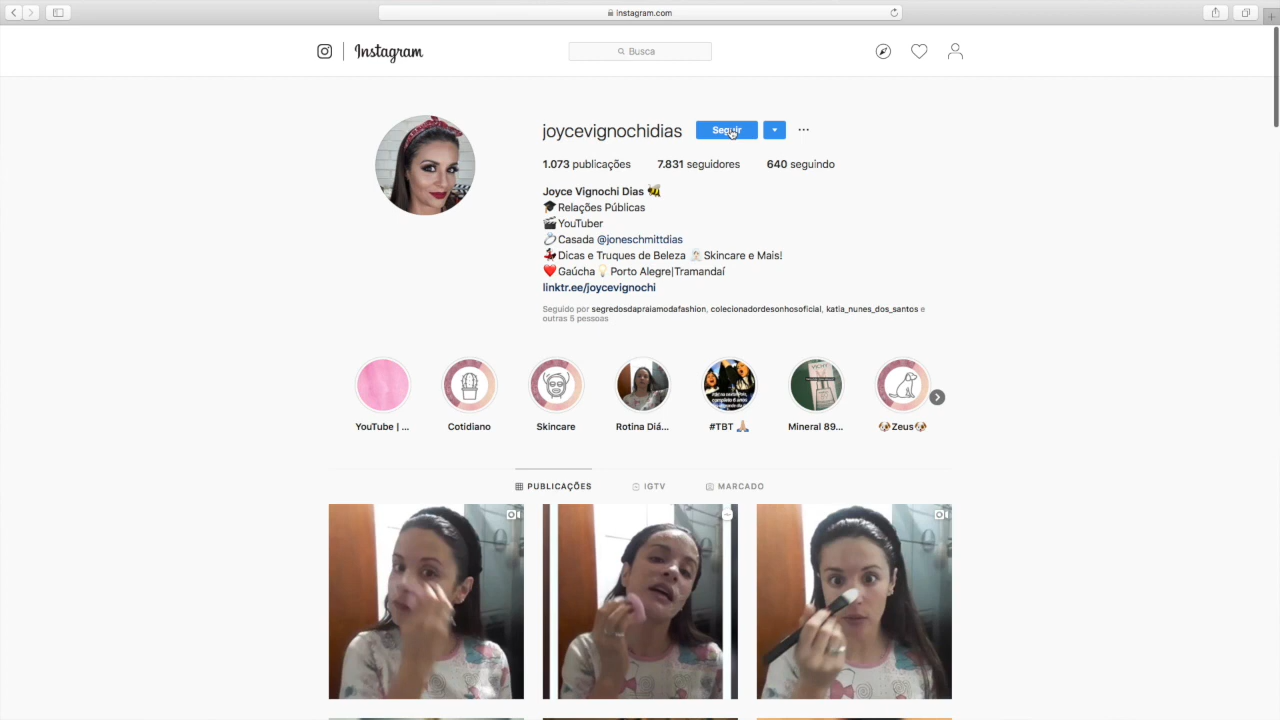 instagram.com
Instagram
Busca
joycevignochidias
Seguir
...
1.073 publicações 7.831 seguidores 640 seguindo
Joyce Vignochi Dias 🐝
🎓Relações Públicas
🎬YouTuber
💍Casada @joneschmittdias
💃Dicas e Truques de Beleza 🧖🏻Skincare e Mais!
❤️Gaúcha💡Porto Alegre|Tramandaí
linktr.ee/joycevignochi
Seguido por segredosdapraiamodafashion, colecionadordesonhosoficial, katia_nunes_dos_santos e
outras 5 pessoas
YouTube | ... Cotidiano Skincare Rotina Diá... #TBT 🙏🏼 Mineral 89... 🐶Zeus🐶
PUBLICAÇÕES IGTV MARCADO